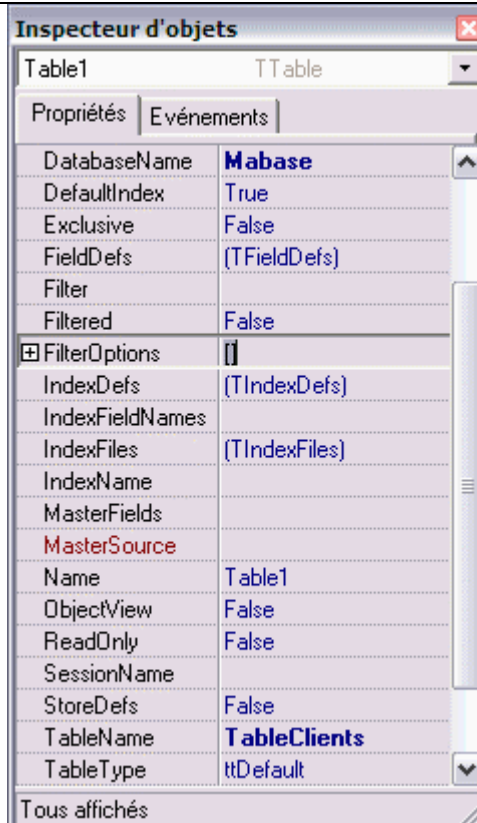 Inspecteur d'objets
Table1 TTable
Propriétés Evénements
DatabaseName Mabase
DefaultIndex True
Exclusive False
FieldDefs (TFieldDefs)
Filter
Filtered False
FilterOptions []
IndexDefs (TIndexDefs)
IndexFieldNames
IndexFiles (TIndexFiles)
IndexName
MasterFields
MasterSource
Name Table1
ObjectView False
ReadOnly False
SessionName
StoreDefs False
TableName TableClients
TableType ttDefault
Tous affichés